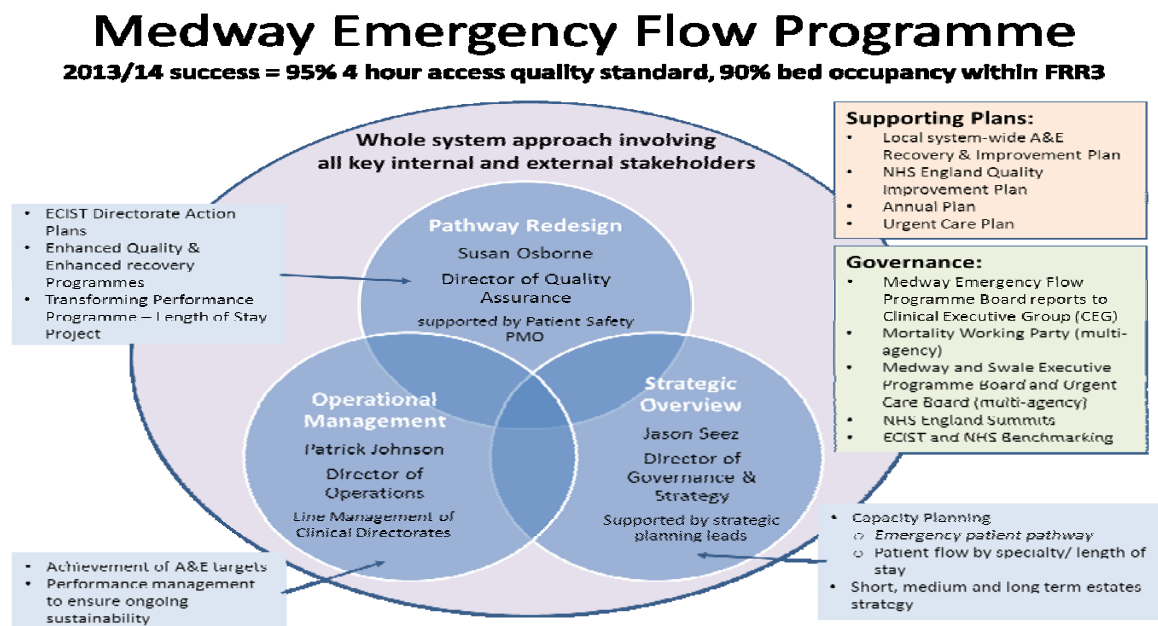 Medway Emergency Flow Programme
2013/14 success = 95% 4 hour access quality standard, 90% bed occupancy within FRR3
Whole system approach involving
all key internal and external stakeholders
• ECIST Directorate Action
Plans
• Enhanced Quality &
Enhanced recovery
Programmes
• Transforming Performance
Programme – Length of Stay
Project
Pathway Redesign
Susan Osborne
Director of Quality
Assurance
supported by Patient Safety
PMO
Operational
Management
Patrick Johnson
Director of
Operations
Line Management of
Clinical Directorates
Strategic
Overview
Jason Seez
Director of
Governance &
Strategy
Supported by strategic
planning leads
Supporting Plans:
• Local system-wide A&E
Recovery & Improvement Plan
• NHS England Quality
Improvement Plan
• Annual Plan
• Urgent Care Plan
Governance:
• Medway Emergency Flow
Programme Board reports to
Clinical Executive Group (CEG)
• Mortality Working Party (multi-
agency)
• Medway and Swale Executive
Programme Board and Urgent
Care Board (multi-agency)
• NHS England Summits
• ECIST and NHS Benchmarking
• Achievement of A&E targets
• Performance management
to ensure ongoing
sustainability
• Capacity Planning
o Emergency patient pathway
o Patient flow by specialty/ length of
stay
• Short, medium and long term estates
strategy